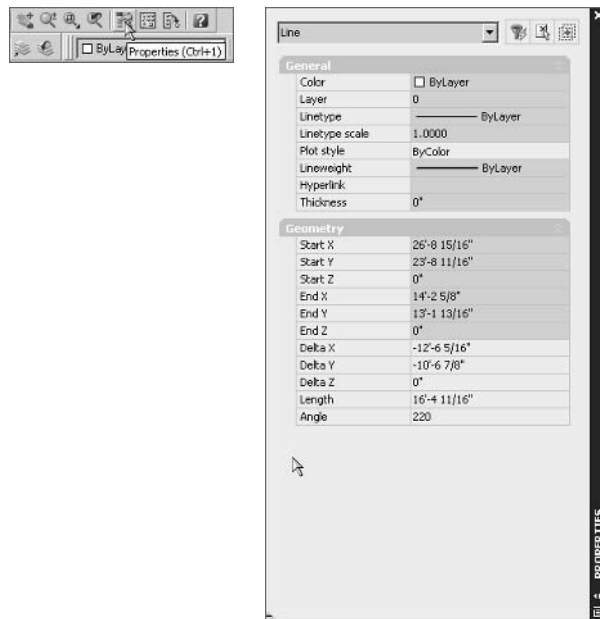 ByLay
Properties (Ctrl+1)
Line
General
Color ByLayer
Layer 0
Linetype ByLayer
Linetype scale 1.0000
Plot style ByColor
Lineweight ByLayer
Hyperlink
Thickness 0"
Geometry
Start X 26'-8 15/16"
Start Y 23'-8 11/16"
Start Z 0"
End X 14'-2 5/8"
End Y 13'-1 13/16"
End Z 0"
Delta X -12'-6 5/16"
Delta Y -10'-6 7/8"
Delta Z 0"
Length 16'-4 11/16"
Angle 220
PROPERTIES